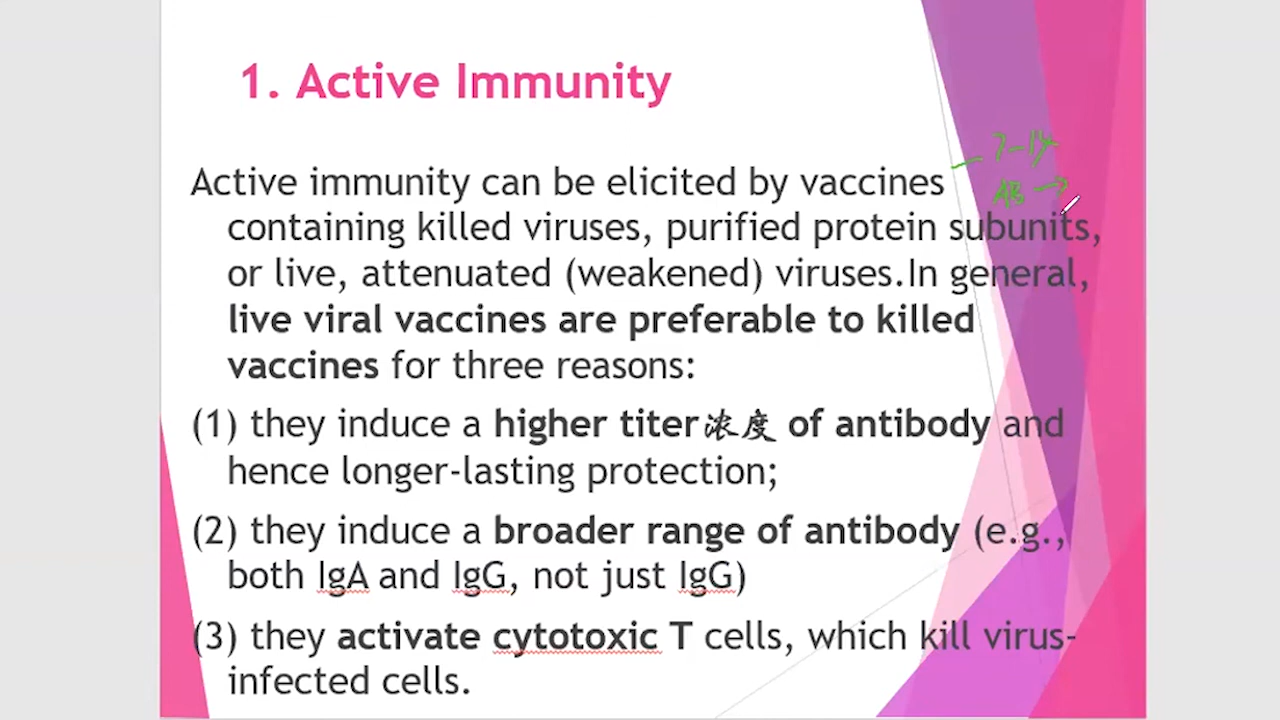 1. Active Immunity
Active immunity can be elicited by vaccines
containing killed viruses, purified protein subunits,
or live, attenuated (weakened) viruses.In general,
live viral vaccines are preferable to killed
vaccines for three reasons:
(1) they induce a higher titer浓度 of antibody and
hence longer-lasting protection;
(2) they induce a broader range of antibody (e.g.,
both IgA and IgG, not just IgG)
(3) they activate cytotoxic T cells, which kill virus-
infected cells.